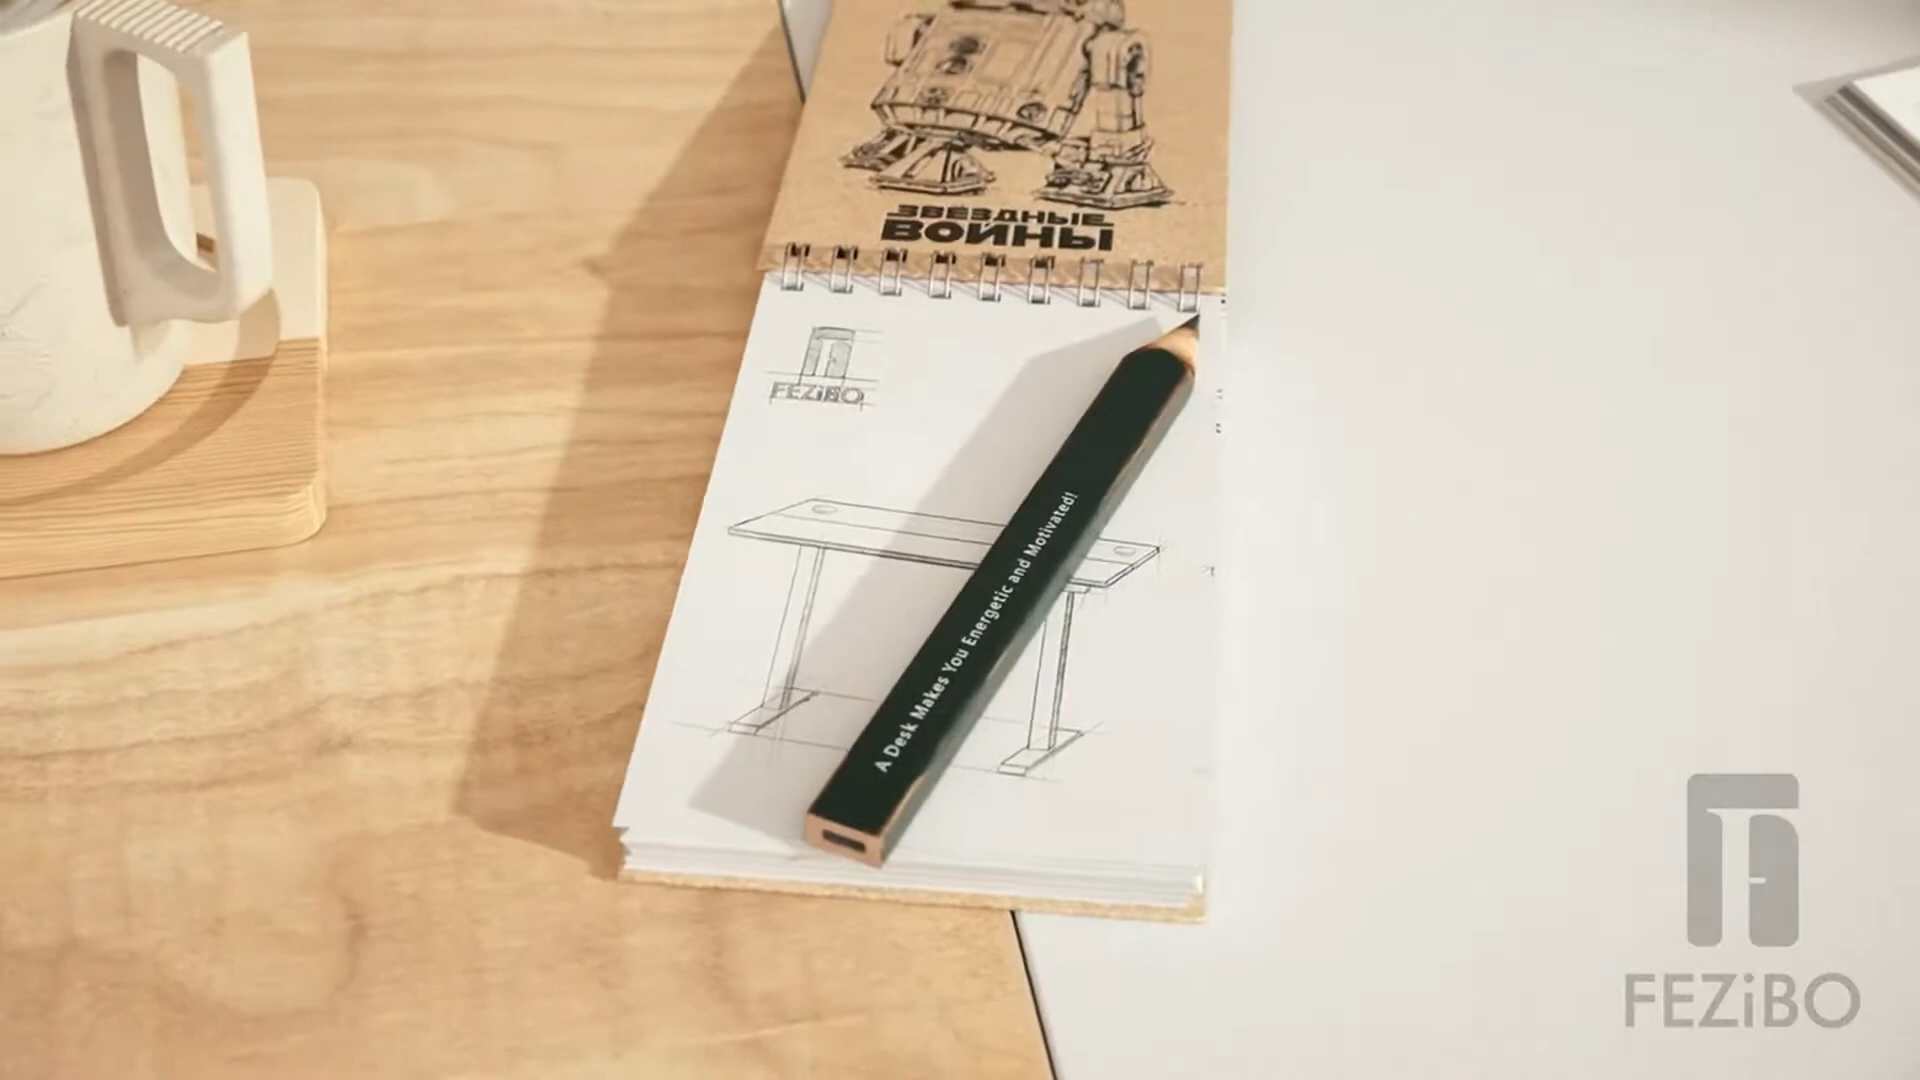 ЗВЁЗДНЫЕ
ВОЙНЫ
FEZiBO
A Desk Makes You Energetic and Motivated!
FEZiBO